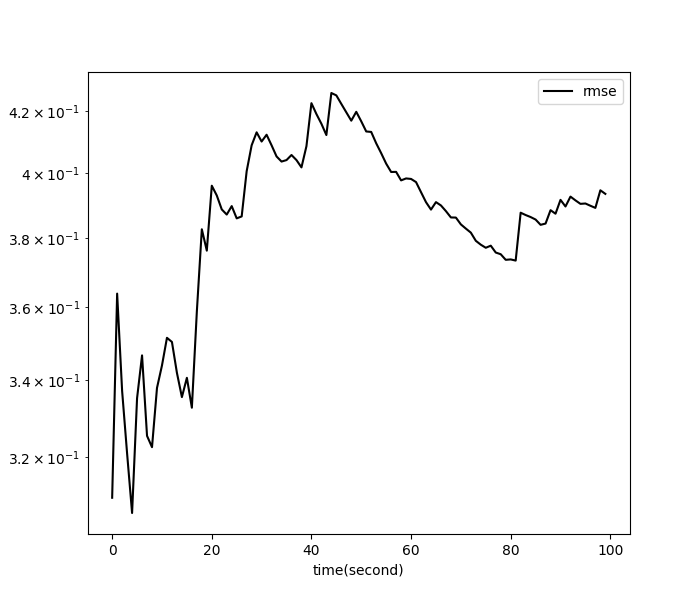 rmse
4.2 × 10⁻¹
4 × 10⁻¹
3.8 × 10⁻¹
3.6 × 10⁻¹
3.4 × 10⁻¹
3.2 × 10⁻¹
0 20 40 60 80 100
time(second)